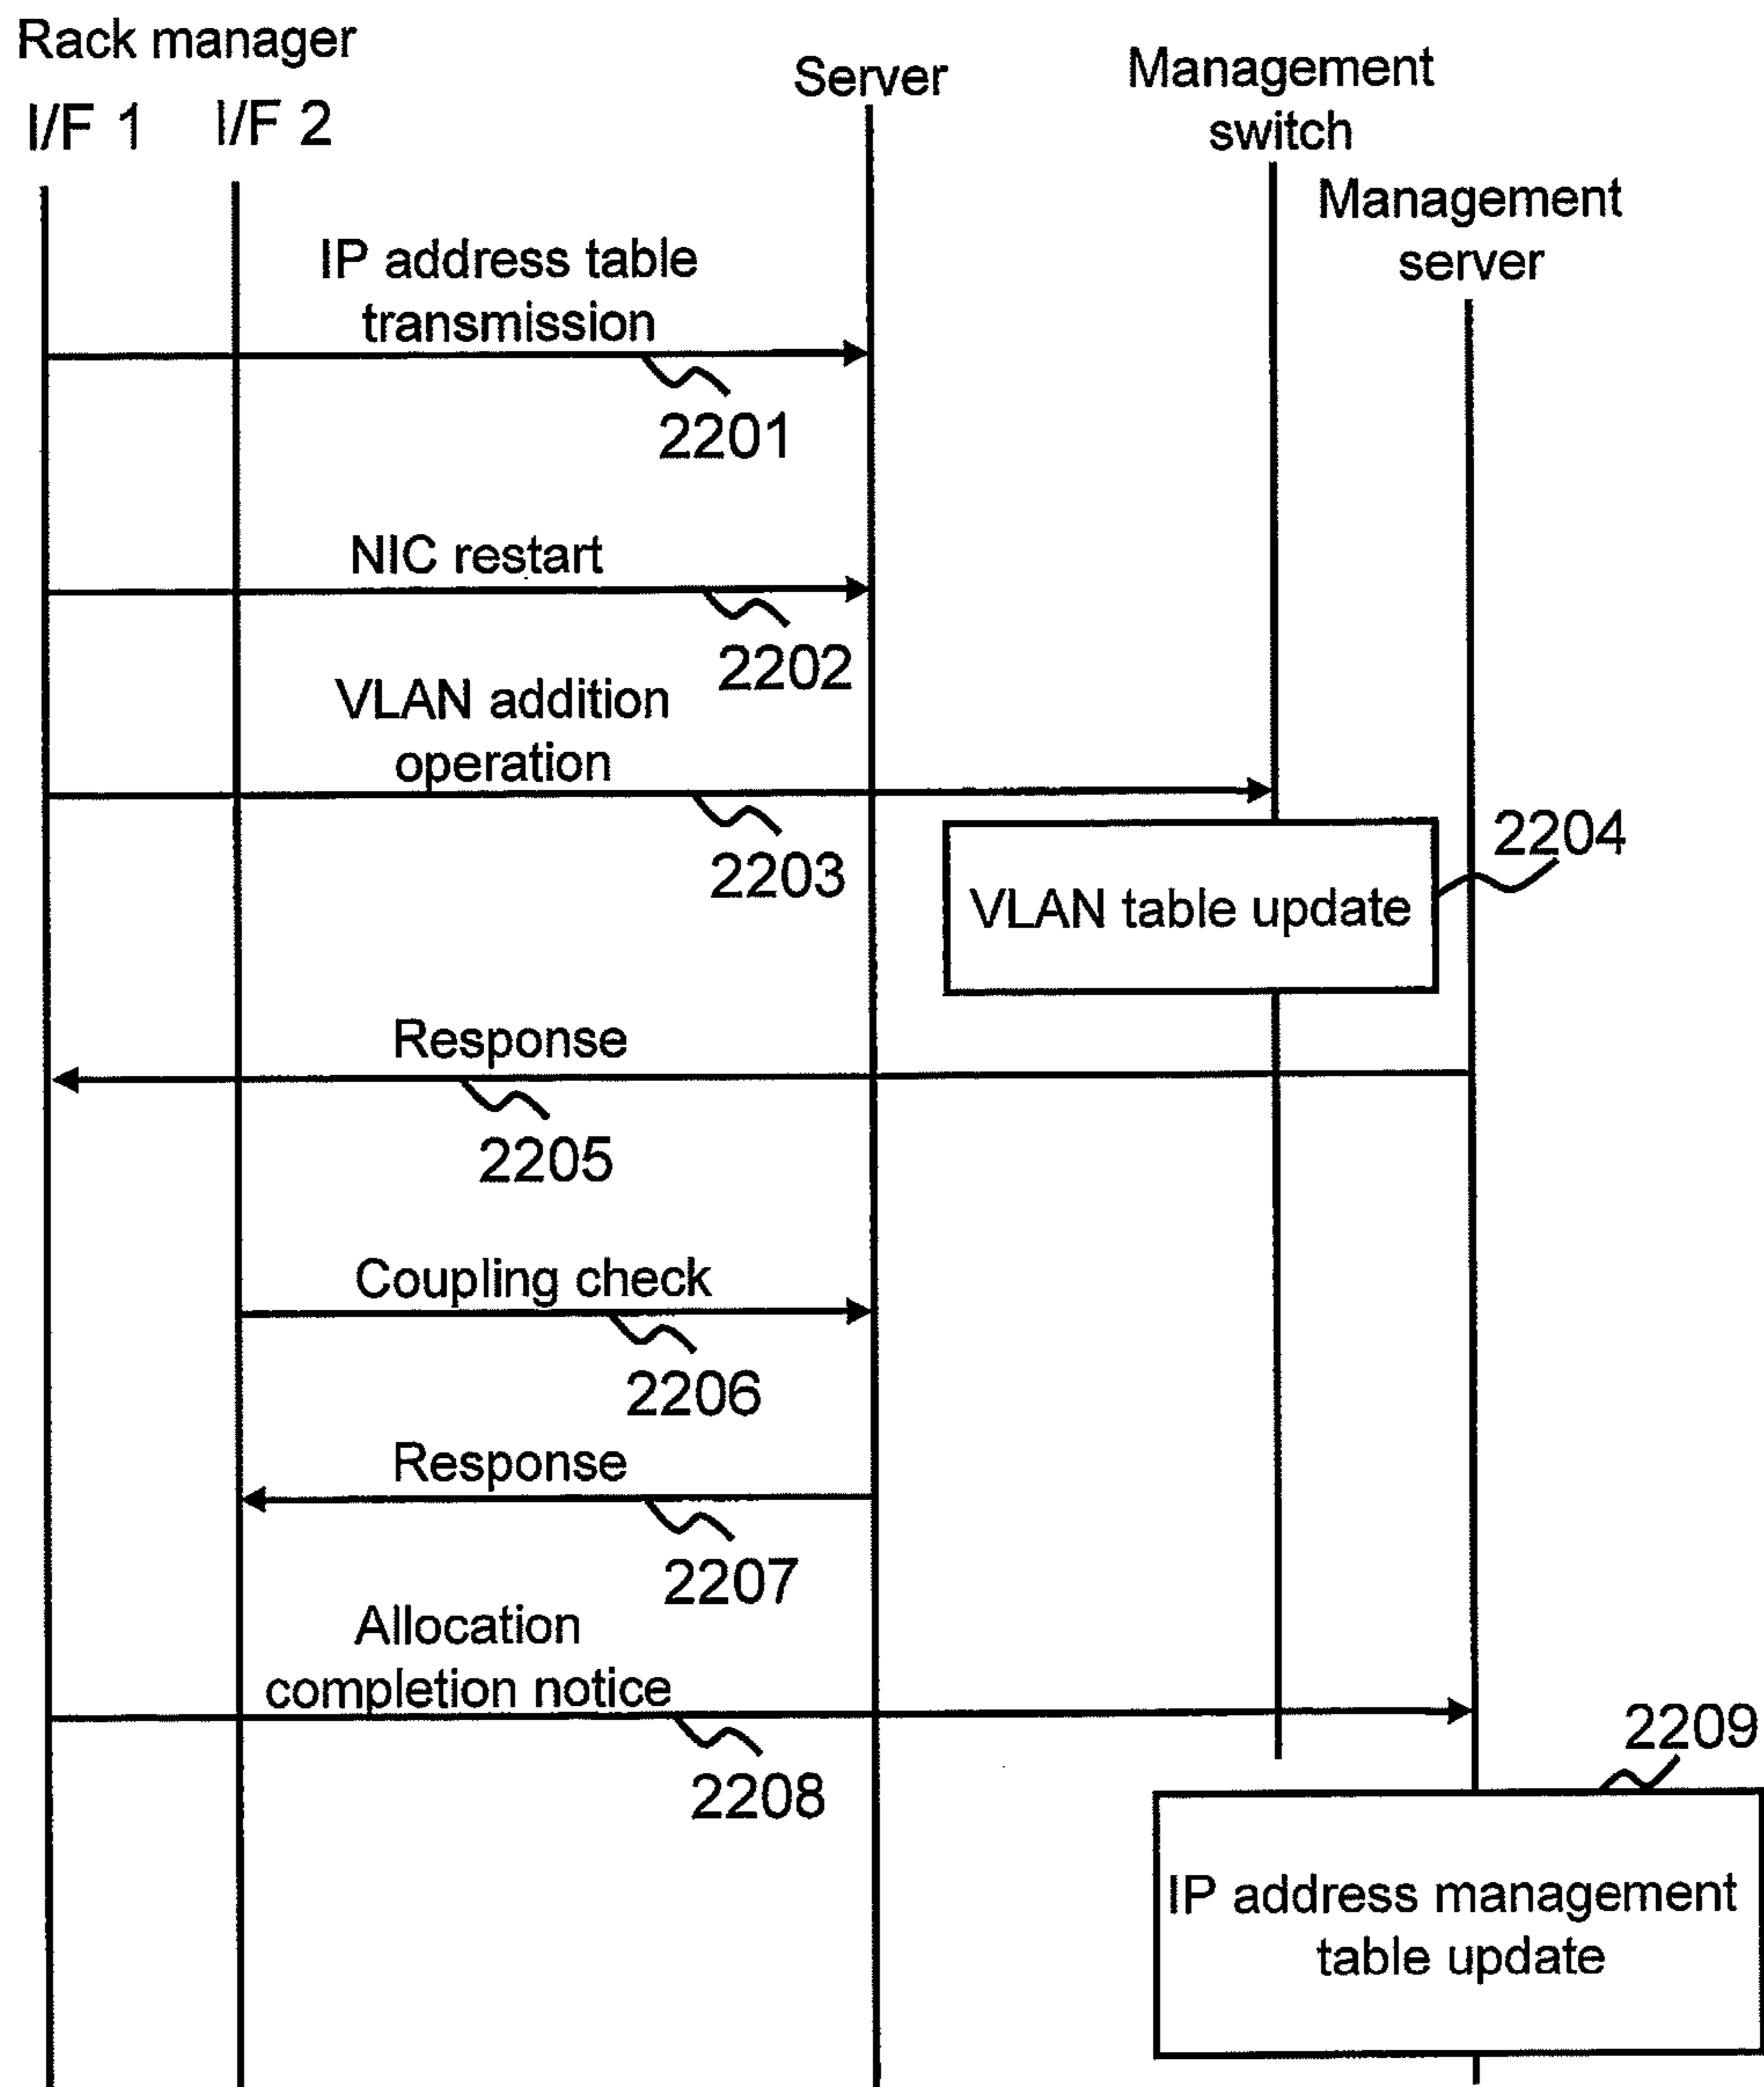 Rack manager
I/F 1
I/F 2
Server
Management
switch
Management
server
IP address table
transmission
2201
NIC restart
2202
VLAN addition
operation
2203
2204
VLAN table update
Response
2205
Coupling check
2206
Response
2207
Allocation
completion notice
2208
2209
IP address management
table update